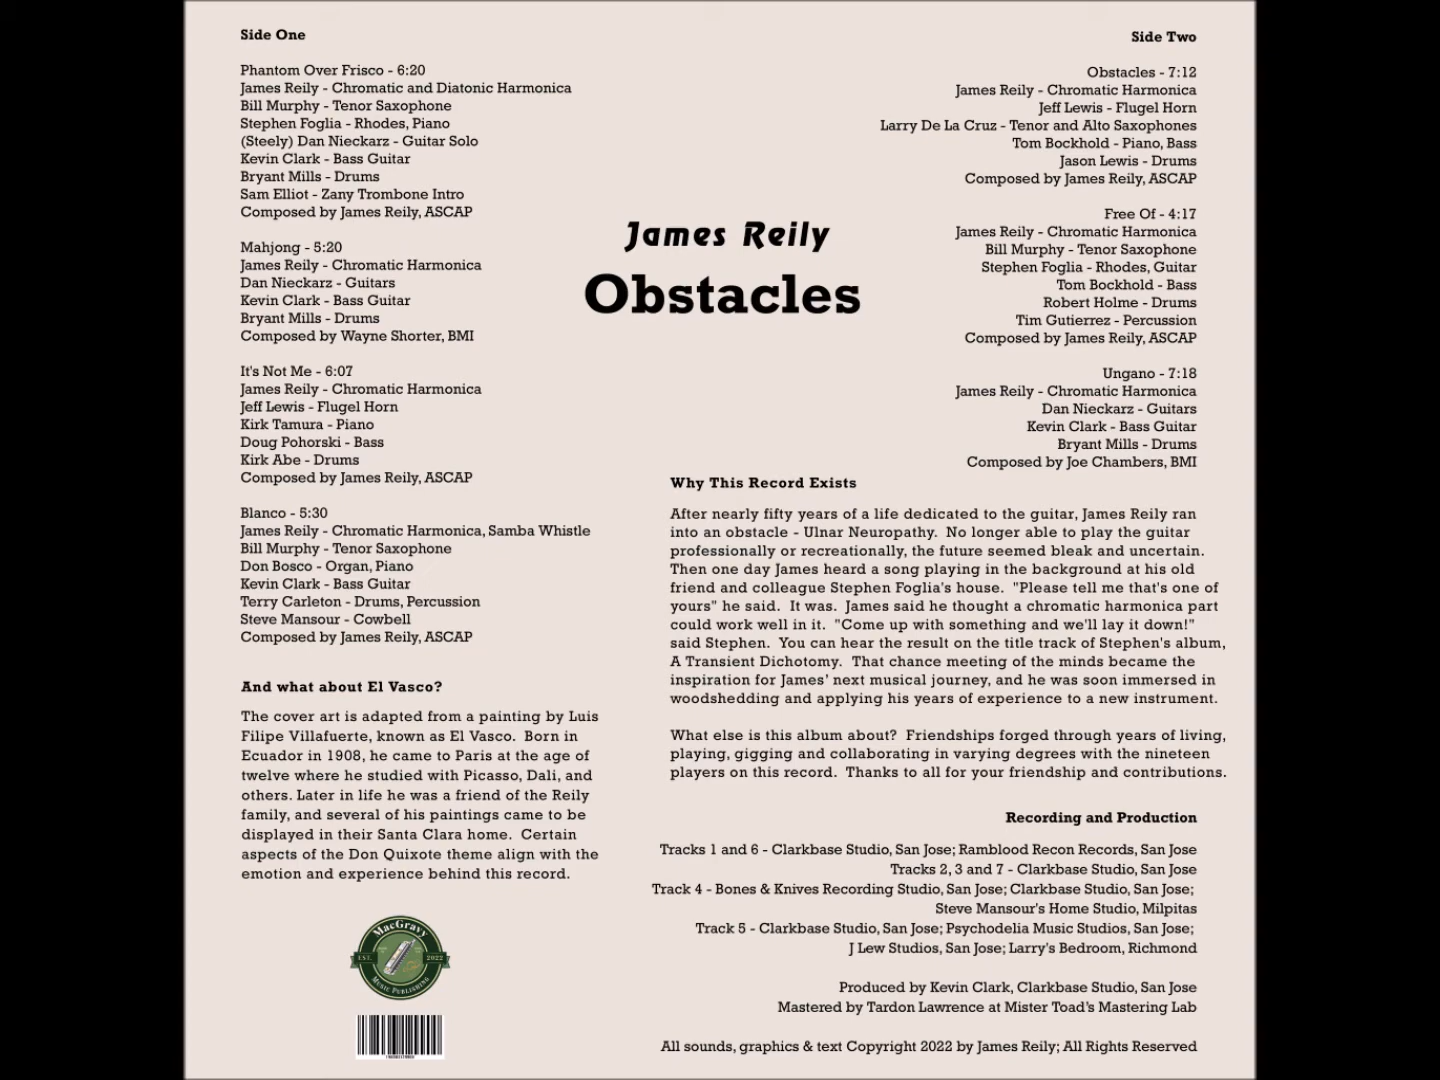 Side One
Phantom Over Frisco - 6:20
James Reily - Chromatic and Diatonic Harmonica
Bill Murphy - Tenor Saxophone
Stephen Foglia - Rhodes, Piano
(Steely) Dan Nieckarz - Guitar Solo
Kevin Clark - Bass Guitar
Bryant Mills - Drums
Sam Elliot - Zany Trombone Intro
Composed by James Reily, ASCAP
Mahjong - 5:20
James Reily - Chromatic Harmonica
Dan Nieckarz - Guitars
Kevin Clark - Bass Guitar
Bryant Mills - Drums
Composed by Wayne Shorter, BMI
It's Not Me - 6:07
James Reily - Chromatic Harmonica
Jeff Lewis - Flugel Horn
Kirk Tamura - Piano
Doug Pohorski - Bass
Kirk Abe - Drums
Composed by James Reily, ASCAP
Blanco - 5:30
James Reily - Chromatic Harmonica, Samba Whistle
Bill Murphy - Tenor Saxophone
Don Bosco - Organ, Piano
Kevin Clark - Bass Guitar
Terry Carleton - Drums, Percussion
Steve Mansour - Cowbell
Composed by James Reily, ASCAP
And what about El Vasco?
The cover art is adapted from a painting by Luis
Filipe Villafuerte, known as El Vasco.  Born in
Ecuador in 1908, he came to Paris at the age of
twelve where he studied with Picasso, Dali, and
others. Later in life he was a friend of the Reily
family, and several of his paintings came to be
displayed in their Santa Clara home.  Certain
aspects of the Don Quixote theme align with the
emotion and experience behind this record.
MacGravy
EST. 2022
Music Publishing
James Reily
Obstacles
Side Two
Obstacles - 7:12
James Reily - Chromatic Harmonica
Jeff Lewis - Flugel Horn
Larry De La Cruz - Tenor and Alto Saxophones
Tom Bockhold - Piano, Bass
Jason Lewis - Drums
Composed by James Reily, ASCAP
Free Of - 4:17
James Reily - Chromatic Harmonica
Bill Murphy - Tenor Saxophone
Stephen Foglia - Rhodes, Guitar
Tom Bockhold - Bass
Robert Holme - Drums
Tim Gutierrez - Percussion
Composed by James Reily, ASCAP
Ungano - 7:18
James Reily - Chromatic Harmonica
Dan Nieckarz - Guitars
Kevin Clark - Bass Guitar
Bryant Mills - Drums
Composed by Joe Chambers, BMI
Why This Record Exists
After nearly fifty years of a life dedicated to the guitar, James Reily ran
into an obstacle - Ulnar Neuropathy.  No longer able to play the guitar
professionally or recreationally, the future seemed bleak and uncertain.
Then one day James heard a song playing in the background at his old
friend and colleague Stephen Foglia's house.  "Please tell me that's one of
yours" he said.  It was.  James said he thought a chromatic harmonica part
could work well in it.  "Come up with something and we'll lay it down!"
said Stephen.  You can hear the result on the title track of Stephen's album,
A Transient Dichotomy.  That chance meeting of the minds became the
inspiration for James' next musical journey, and he was soon immersed in
woodshedding and applying his years of experience to a new instrument.
What else is this album about?  Friendships forged through years of living,
playing, gigging and collaborating in varying degrees with the nineteen
players on this record.  Thanks to all for your friendship and contributions.
Recording and Production
Tracks 1 and 6 - Clarkbase Studio, San Jose; Ramblood Recon Records, San Jose
Tracks 2, 3 and 7 - Clarkbase Studio, San Jose
Track 4 - Bones & Knives Recording Studio, San Jose; Clarkbase Studio, San Jose;
Steve Mansour's Home Studio, Milpitas
Track 5 - Clarkbase Studio, San Jose; Psychodelia Music Studios, San Jose;
J Lew Studios, San Jose; Larry's Bedroom, Richmond
Produced by Kevin Clark, Clarkbase Studio, San Jose
Mastered by Tardon Lawrence at Mister Toad's Mastering Lab
All sounds, graphics & text Copyright 2022 by James Reily; All Rights Reserved